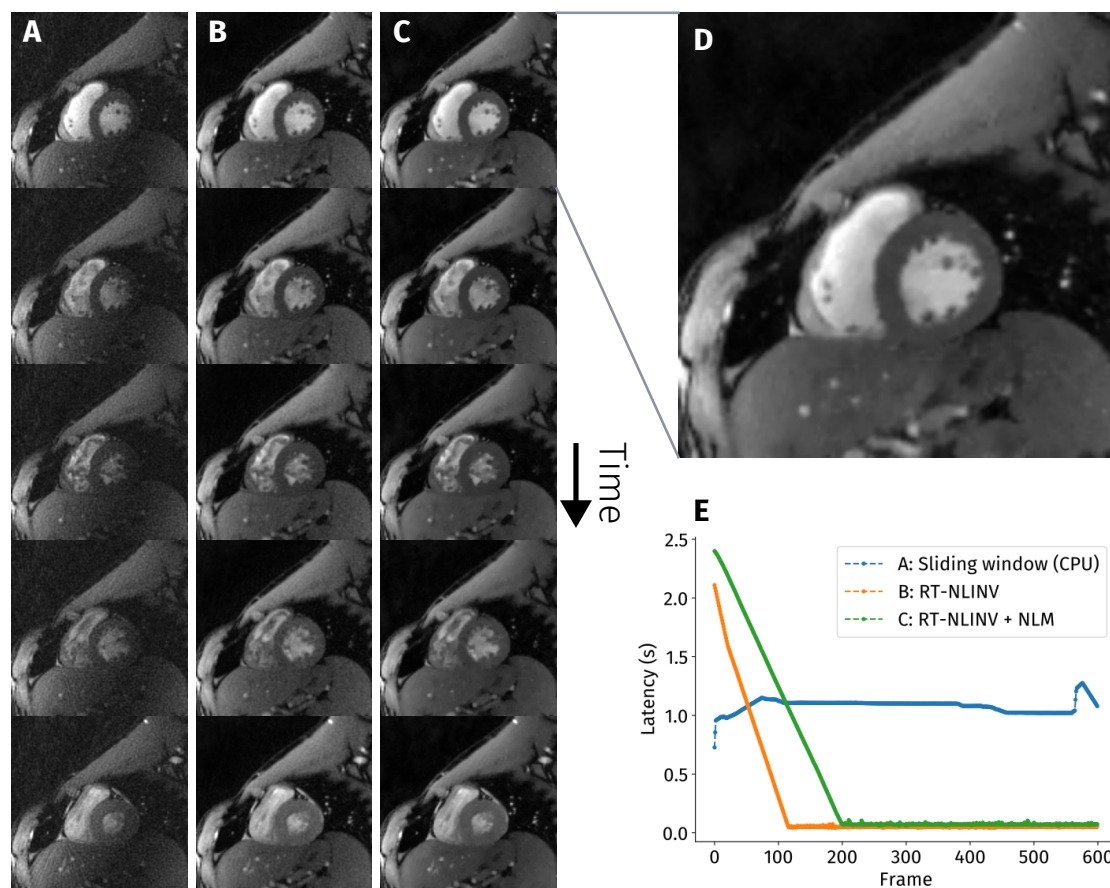 A
B
C
D
Time
E
A: Sliding window (CPU)
B: RT-NLINV
C: RT-NLINV + NLM
Latency (s)
2.5
2.0
1.5
1.0
0.5
0.0
0 100 200 300 400 500 600
Frame